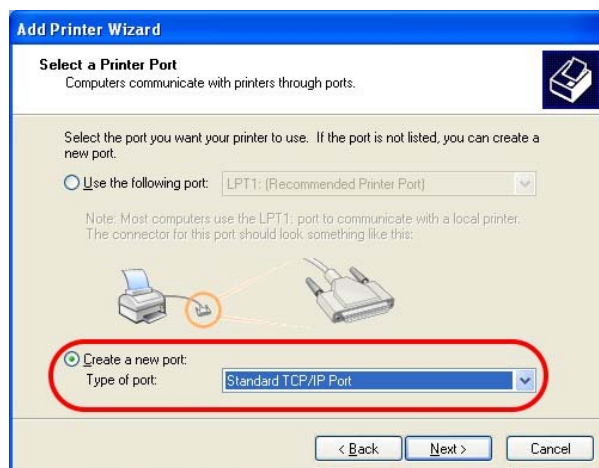 Add Printer Wizard
Select a Printer Port
Computers communicate with printers through ports.
Select the port you want your printer to use. If the port is not listed, you can create a
new port.
Use the following port: LPT1: (Recommended Printer Port)
Note: Most computers use the LPT1: port to communicate with a local printer.
The connector for this port should look something like this:
Create a new port:
Type of port: Standard TCP/IP Port
< Back Next > Cancel